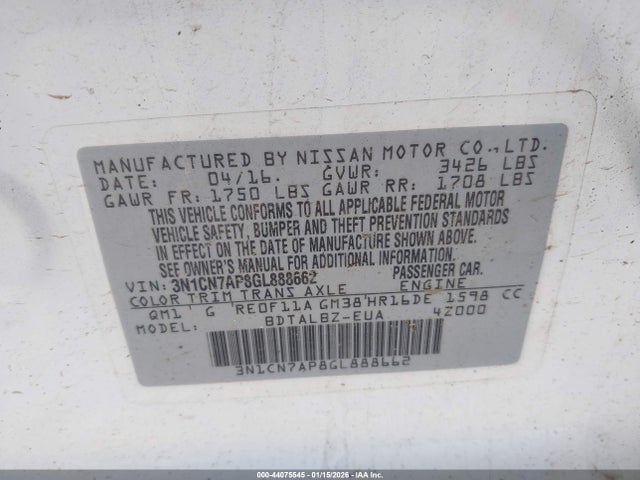 MANUFACTURED BY NISSAN MOTOR CO.,LTD.
DATE: 04/16. GVWR: 3426 LBS
GAWR FR: 1750 LBS GAWR RR: 1708 LBS
THIS VEHICLE CONFORMS TO ALL APPLICABLE FEDERAL MOTOR
VEHICLE SAFETY, BUMPER AND THEFT PREVENTION STANDARDS
IN EFFECT ON THE DATE OF MANUFACTURE SHOWN ABOVE.
SEE OWNER'S MANUAL FOR ADDITIONAL INFORMATION.
VIN: 3N1CN7AP8GL888662 PASSENGER CAR.
COLOR TRIM TRANS AXLE ENGINE
QM1 G RE0F11A GM38 HR16DE 1598 CC
MODEL: BDTALBZ-EUA 4Z000
3N1CN7AP8GL888662
000-44075545 - 01/15/2026 - IAA Inc.